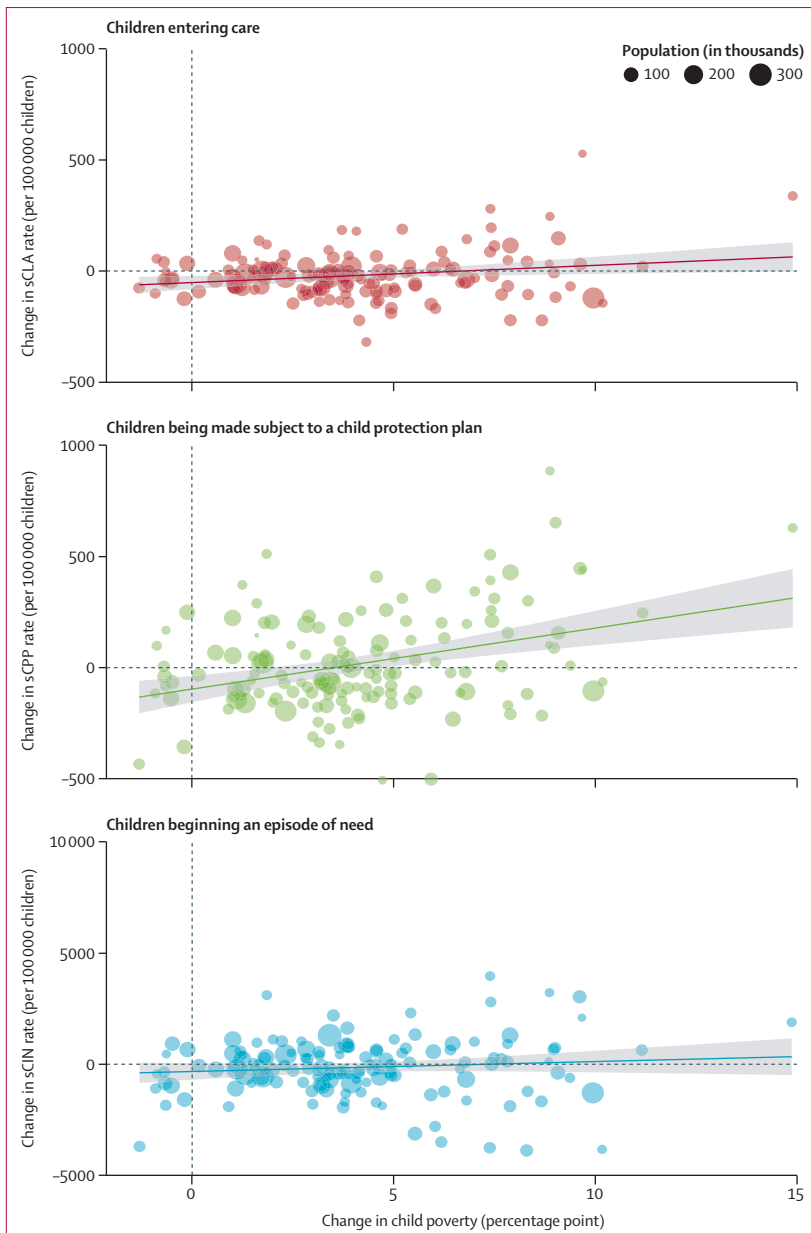 Children entering care
Population (in thousands)
100 200 300
1000
500
0
–500
Change in sCLA rate (per 100 000 children)
Children being made subject to a child protection plan
1000
500
0
–500
Change in sCPP rate (per 100 000 children)
Children beginning an episode of need
10 000
5000
0
–5000
Change in sCIN rate (per 100 000 children)
0 5 10 15
Change in child poverty (percentage point)